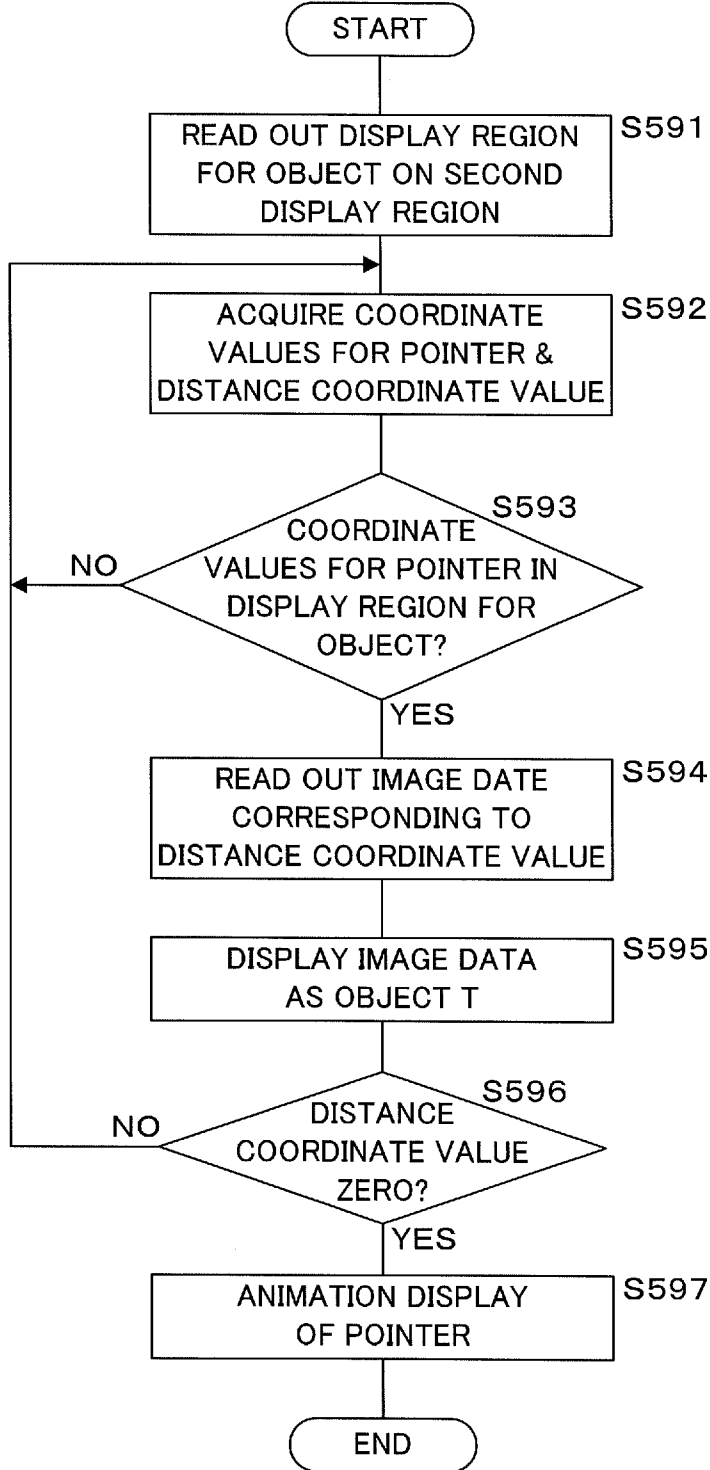 START
S591
READ OUT DISPLAY REGION
FOR OBJECT ON SECOND
DISPLAY REGION
S592
ACQUIRE COORDINATE
VALUES FOR POINTER &
DISTANCE COORDINATE VALUE
S593
COORDINATE
VALUES FOR POINTER IN
DISPLAY REGION FOR
OBJECT?
NO
YES
S594
READ OUT IMAGE DATE
CORRESPONDING TO
DISTANCE COORDINATE VALUE
S595
DISPLAY IMAGE DATA
AS OBJECT T
S596
DISTANCE
COORDINATE VALUE
ZERO?
NO
YES
S597
ANIMATION DISPLAY
OF POINTER
END